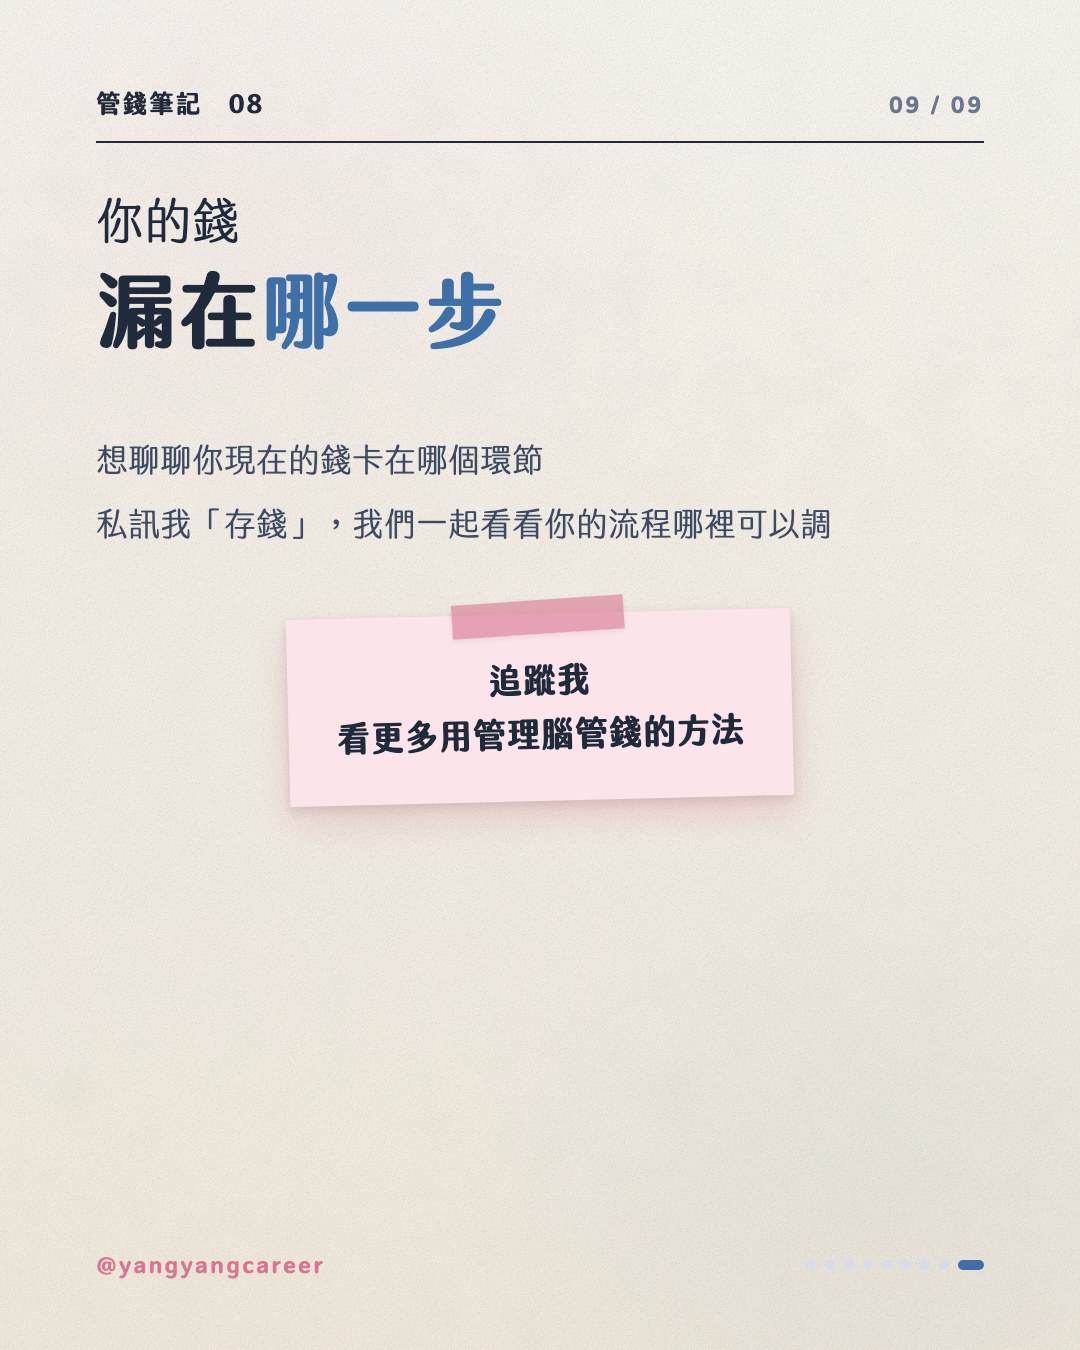 管錢筆記 08
09 / 09
你的錢
漏在哪一步
想聊聊你現在的錢卡在哪個環節
私訊我「存錢」，我們一起看看你的流程哪裡可以調
追蹤我
看更多用管理腦管錢的方法
@yangyangcareer